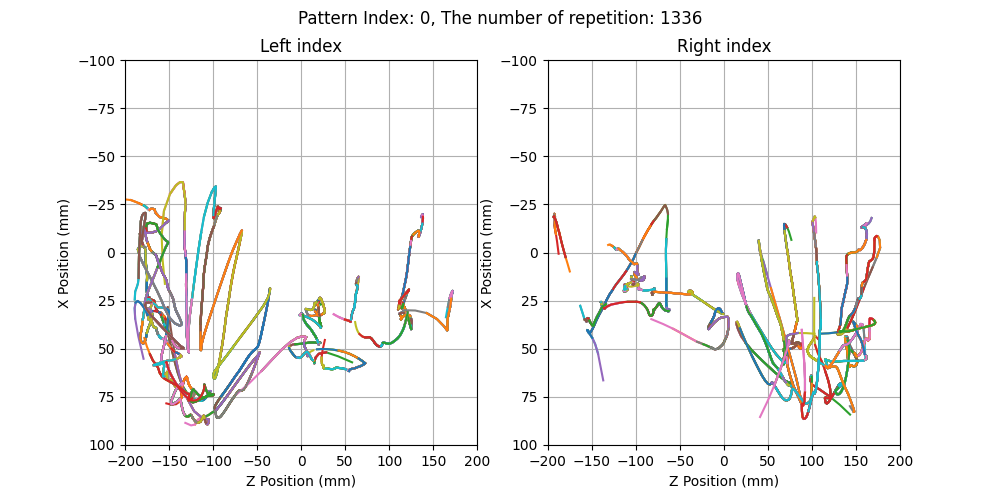 Pattern Index: 0, The number of repetition: 1336
Left index
Right index
−100
−75
−50
−25
0
25
50
75
100
X Position (mm)
−200 −150 −100 −50 0 50 100 150 200
Z Position (mm)
−100
−75
−50
−25
0
25
50
75
100
X Position (mm)
−200 −150 −100 −50 0 50 100 150 200
Z Position (mm)